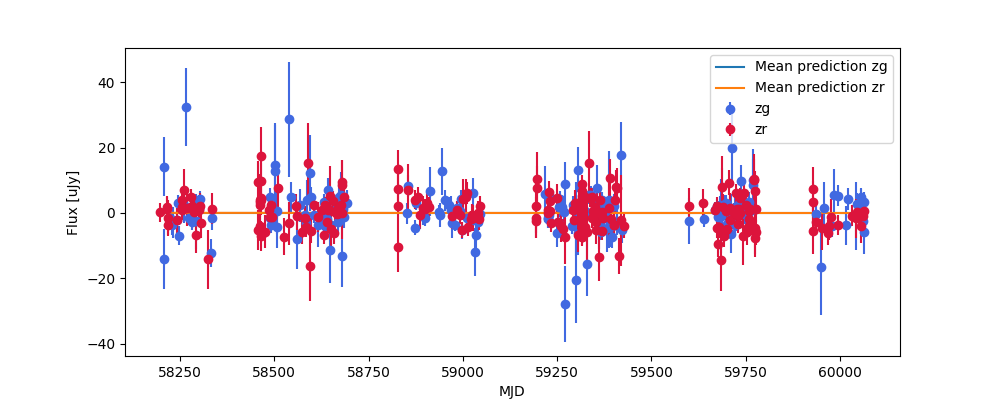 Mean prediction zg
Mean prediction zr
zg
zr
Flux [uJy]
40
20
0
−20
−40
58250
58500
58750
59000
59250
59500
59750
60000
MJD